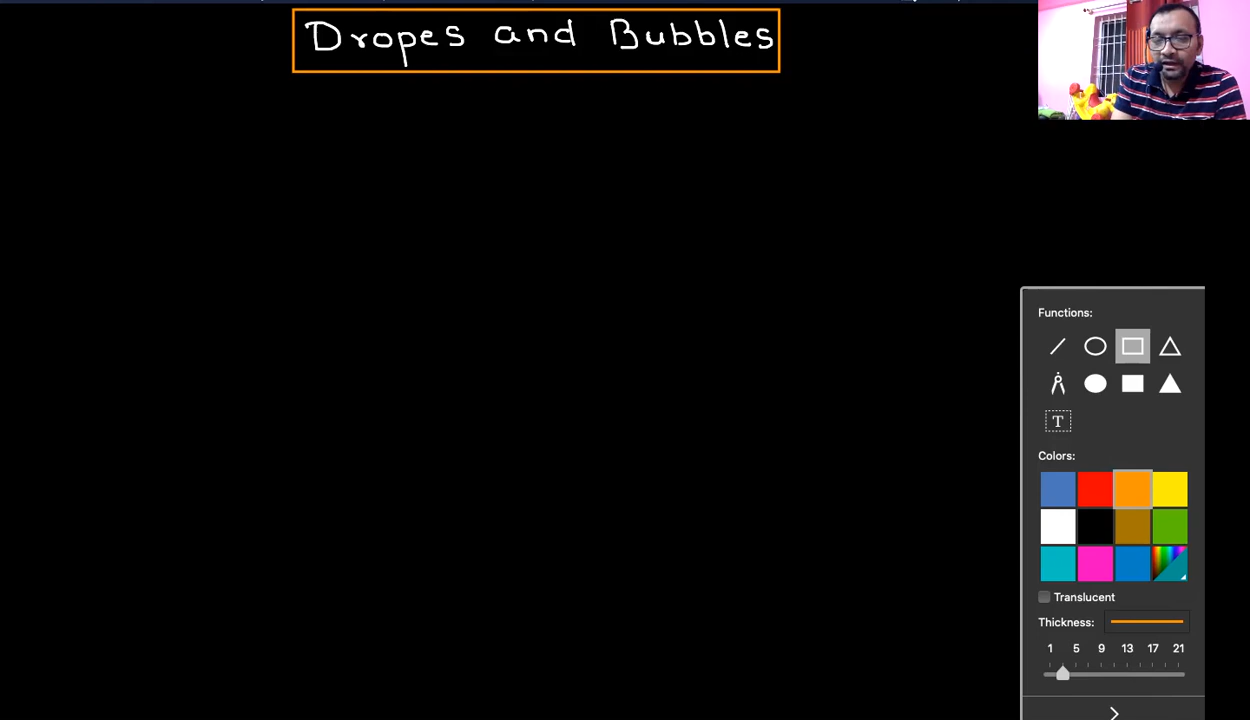 Dropes and Bubbles
Functions:
T
Colors:
Translucent
Thickness:
1 5 9 13 17 21